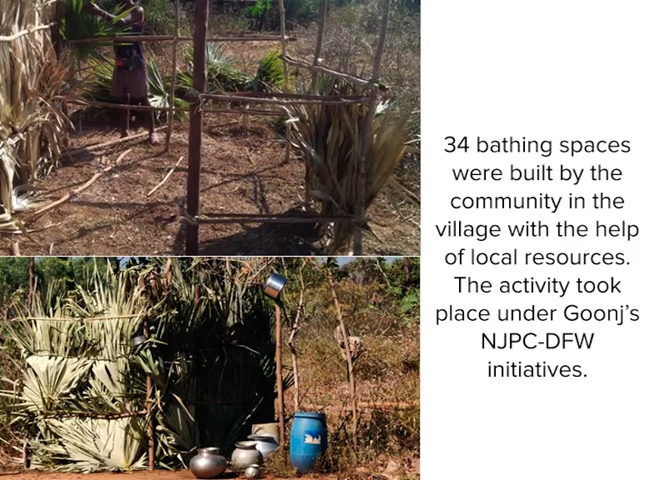 34 bathing spaces
were built by the
community in the
village with the help
of local resources.
The activity took
place under Goonj’s
NJPC-DFW
initiatives.